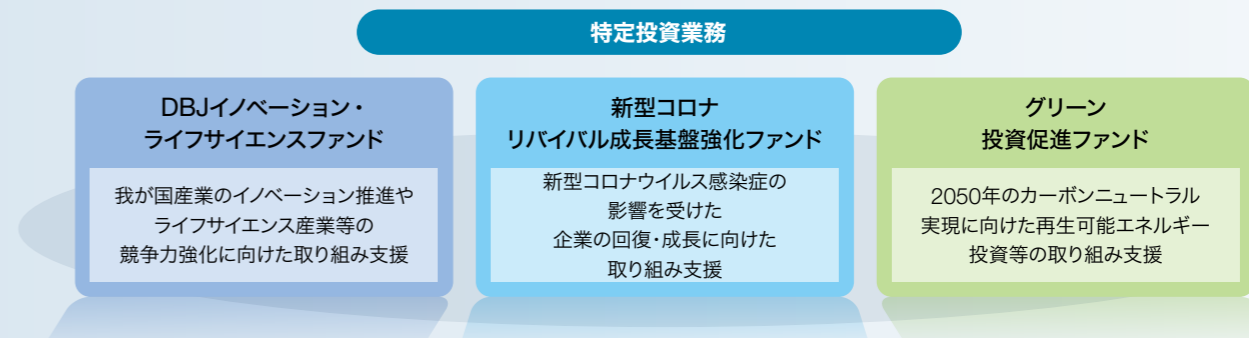 特定投資業務
DBJイノベーション・
ライフサイエンスファンド
我が国産業のイノベーション推進や
ライフサイエンス産業等の
競争力強化に向けた取り組み支援
新型コロナ
リバイバル成長基盤強化ファンド
新型コロナウイルス感染症の
影響を受けた
企業の回復・成長に向けた
取り組み支援
グリーン
投資促進ファンド
2050年のカーボンニュートラル
実現に向けた再生可能エネルギー
投資等の取り組み支援